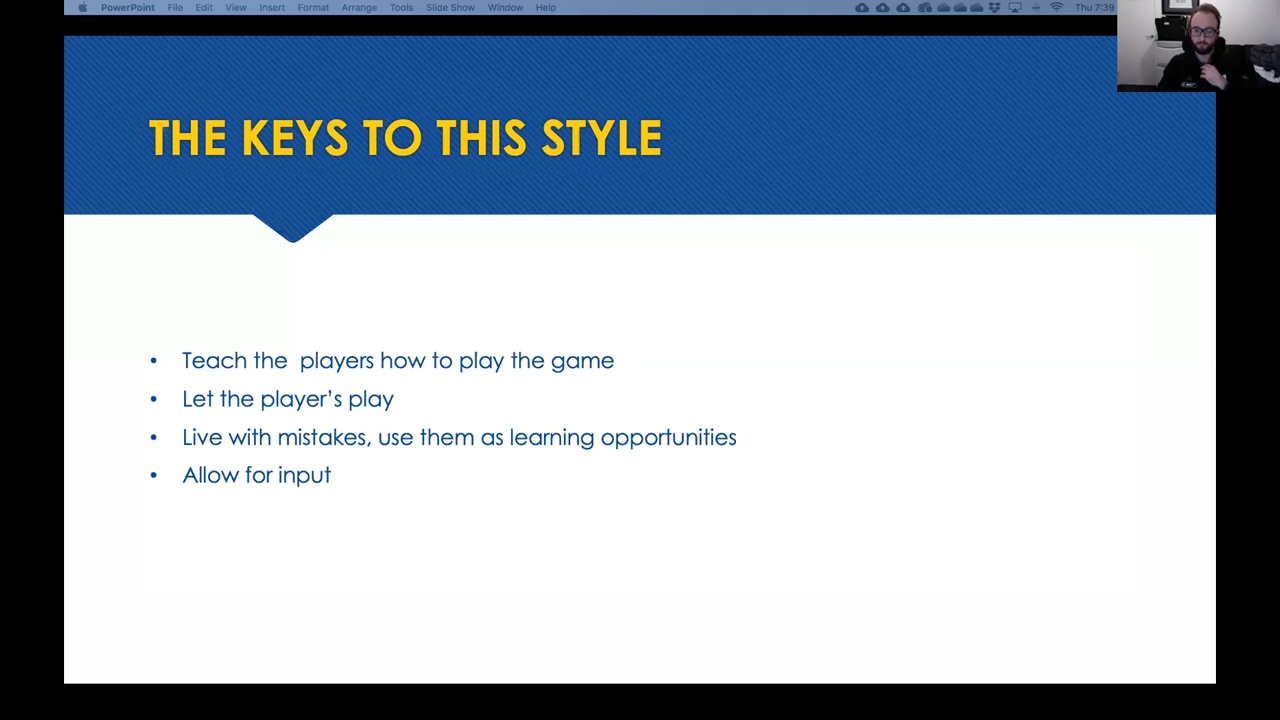 PowerPoint File Edit View Insert Format Arrange Tools Slide Show Window Help Thu 7:39
THE KEYS TO THIS STYLE
• Teach the  players how to play the game
• Let the player’s play
• Live with mistakes, use them as learning opportunities
• Allow for input